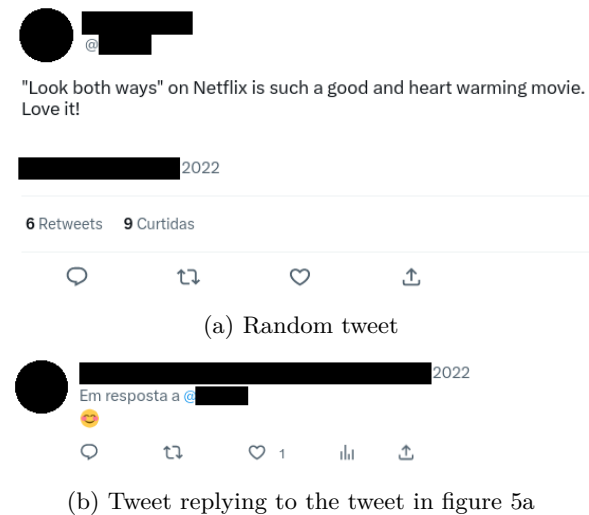 @
"Look both ways" on Netflix is such a good and heart warming movie.
Love it!
2022
6 Retweets 9 Curtidas
(a) Random tweet
2022
Em resposta a @
😊
1
(b) Tweet replying to the tweet in figure 5a